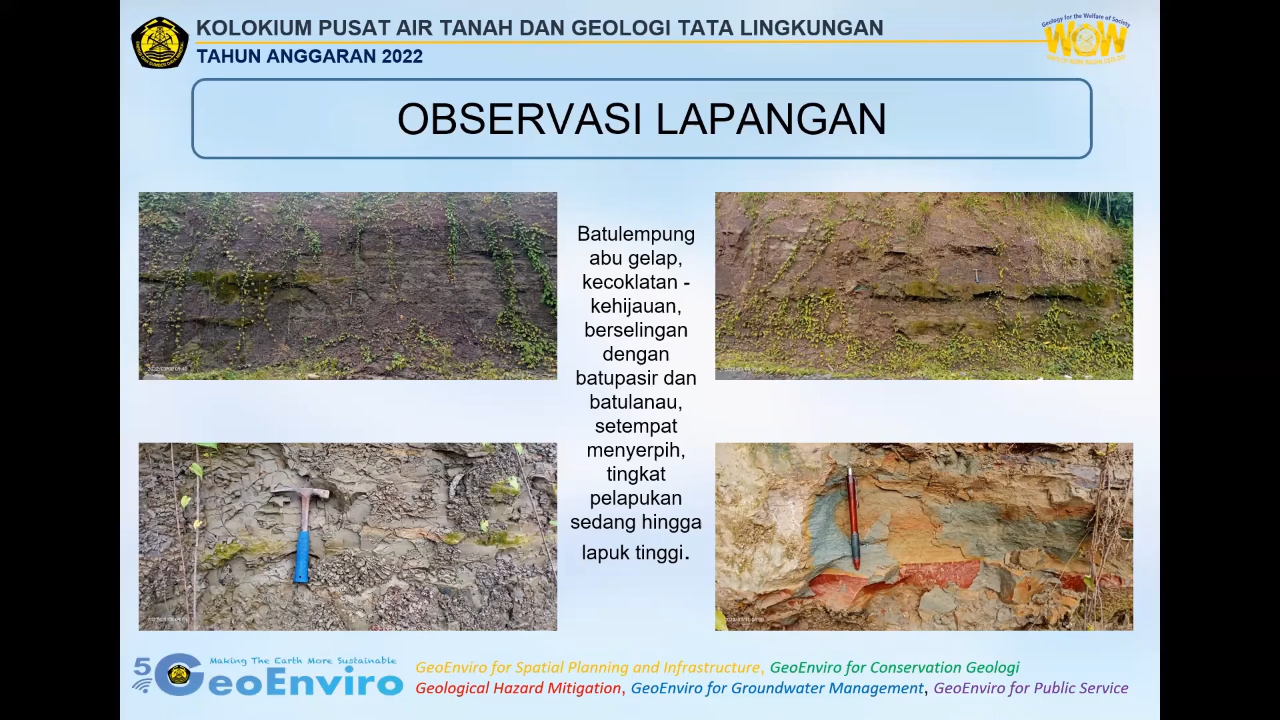 KOLOKIUM PUSAT AIR TANAH DAN GEOLOGI TATA LINGKUNGAN
TAHUN ANGGARAN 2022
Geology for the Welfare of Society
WOW
OBSERVASI LAPANGAN
Batulempung
abu gelap,
kecoklatan -
kehijauan,
berselingan
dengan
batupasir dan
batulanau,
setempat
menyerpih,
tingkat
pelapukan
sedang hingga
lapuk tinggi.
5
Making The Earth More Sustainable
GeoEnviro
GeoEnviro for Spatial Planning and Infrastructure, GeoEnviro for Conservation Geologi
Geological Hazard Mitigation, GeoEnviro for Groundwater Management, GeoEnviro for Public Service